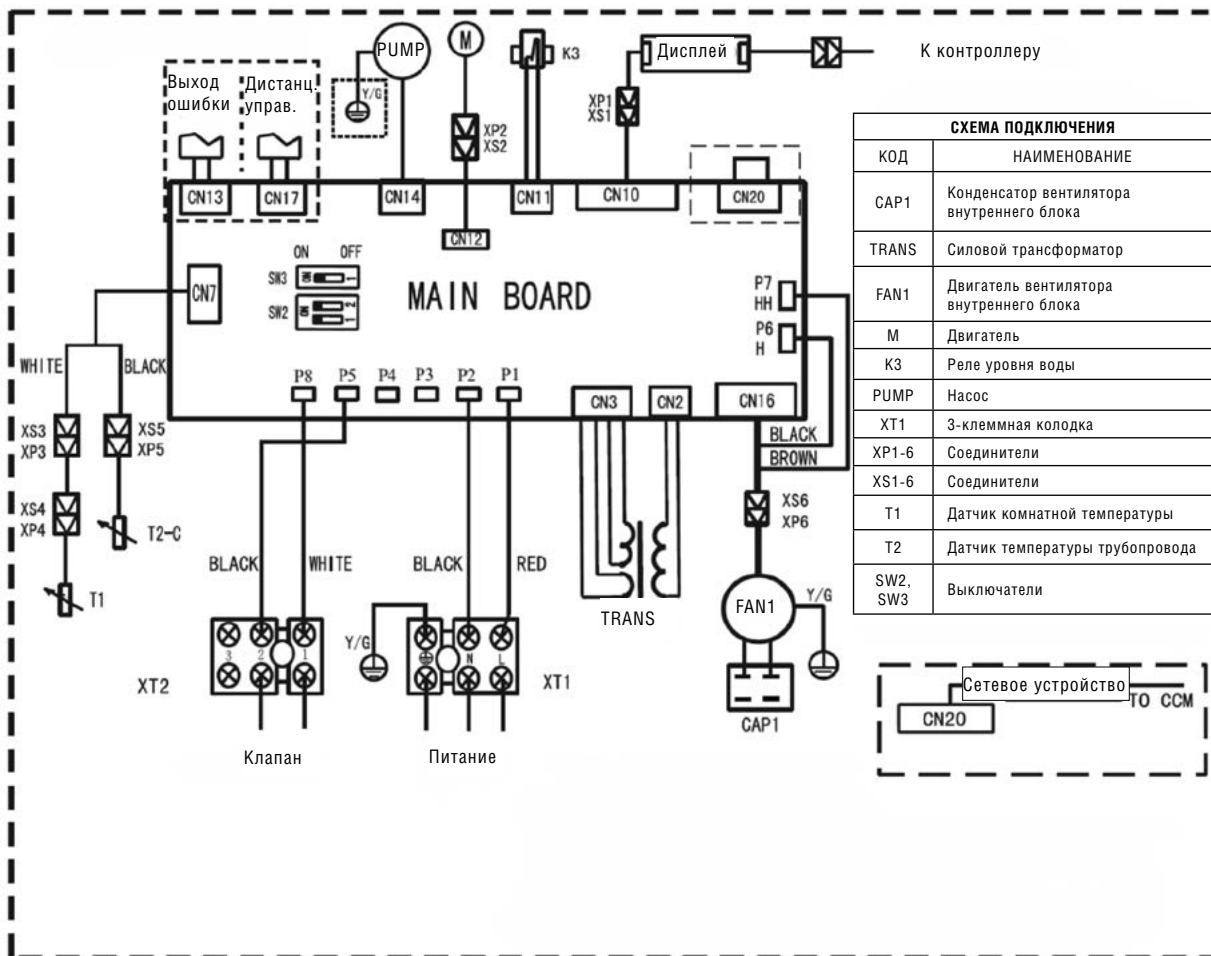 PUMP
M
K3
Дисплей
К контроллеру
Выход
ошибки
Дистанц.
управ.
Y/G
XP1
XS1
XP2
XS2
CN13
CN17
CN14
CN11
CN10
CN20
CN12
ON OFF
SW3
ON
1
SW2
ON
2
1
CN7
MAIN BOARD
P7
HH
P6
H
WHITE
BLACK
P8
P5
P4
P3
P2
P1
CN3
CN2
CN16
BLACK
BROWN
XS3
XP3
XS5
XP5
XS4
XP4
T2-C
T1
XS6
XP6
BLACK
WHITE
BLACK
RED
TRANS
FAN1
Y/G
Y/G
3
2
1
N
L
XT2
XT1
CAP1
Клапан
Питание
СХЕМА ПОДКЛЮЧЕНИЯ
КОД НАИМЕНОВАНИЕ
CAP1 Конденсатор вентилятора
внутреннего блока
TRANS Силовой трансформатор
FAN1 Двигатель вентилятора
внутреннего блока
M Двигатель
К3 Реле уровня воды
PUMP Насос
XT1 3-клеммная колодка
XP1-6 Соединители
XS1-6 Соединители
T1 Датчик комнатной температуры
T2 Датчик температуры трубопровода
SW2,
SW3 Выключатели
Сетевое устройство
TO CCM
CN20